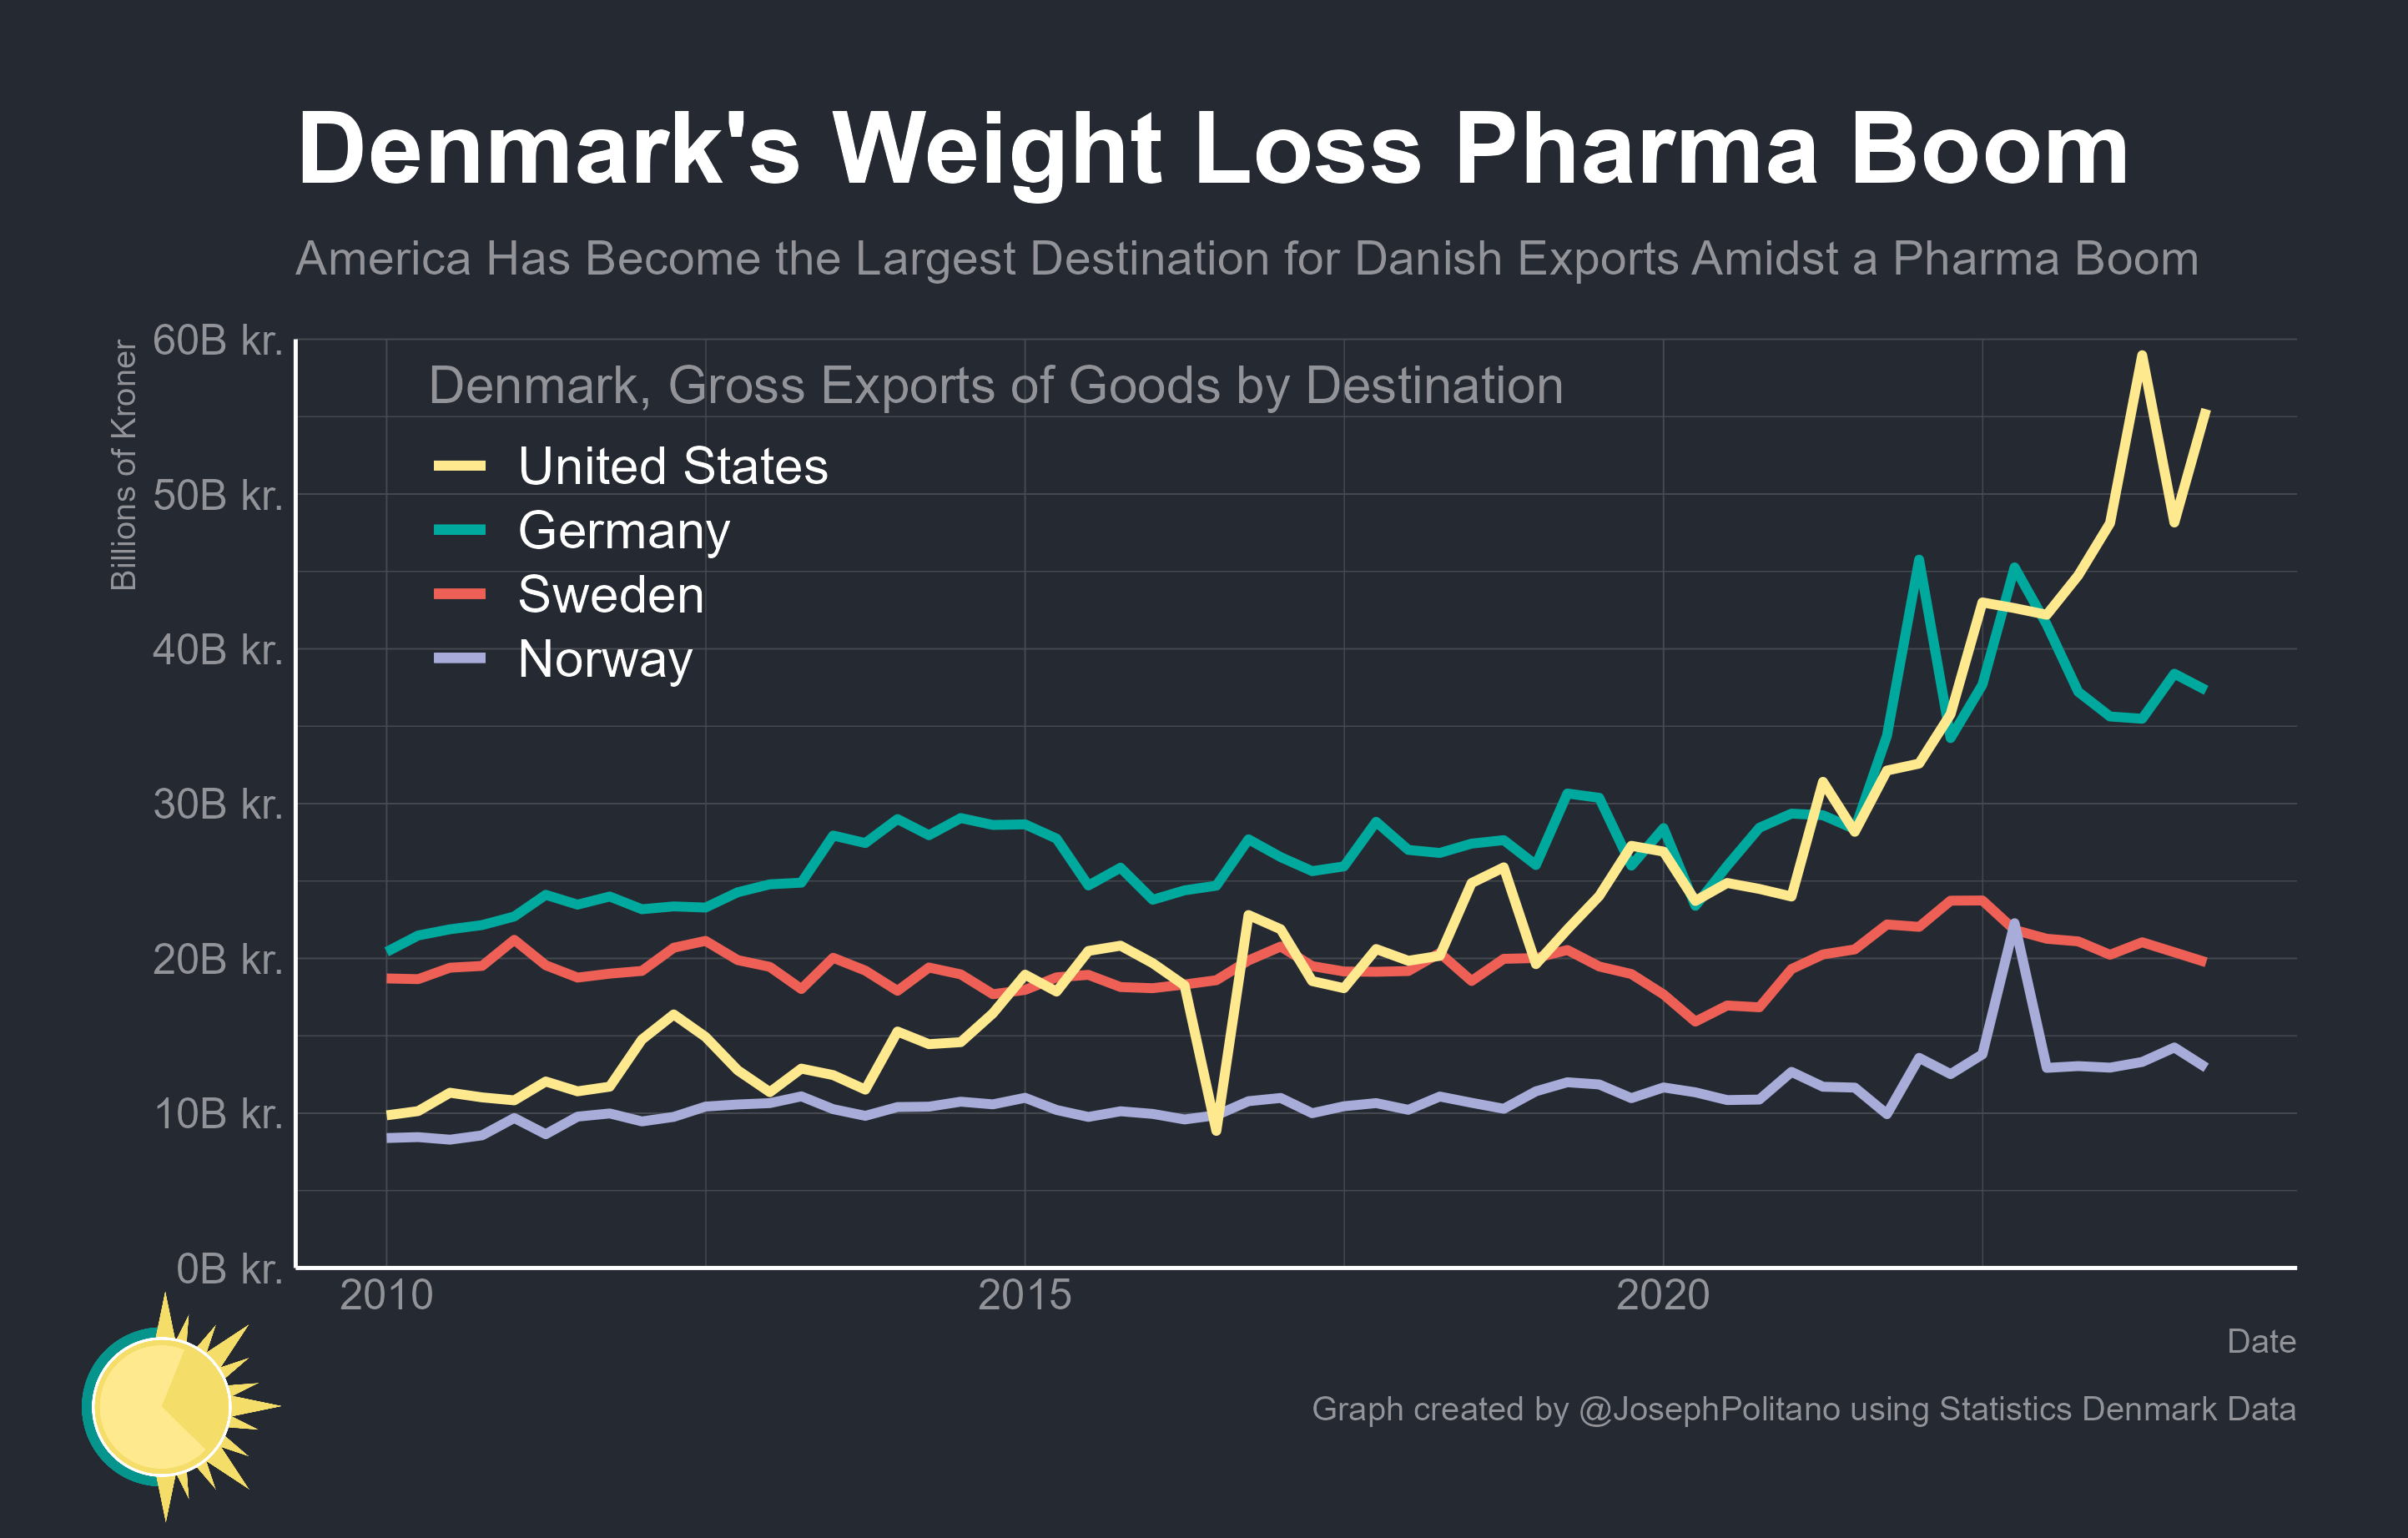 Denmark's Weight Loss Pharma Boom
America Has Become the Largest Destination for Danish Exports Amidst a Pharma Boom
Billions of Kroner
60B kr.
50B kr.
40B kr.
30B kr.
20B kr.
10B kr.
0B kr.
Denmark, Gross Exports of Goods by Destination
United States
Germany
Sweden
Norway
2010
2015
2020
Date
Graph created by @JosephPolitano using Statistics Denmark Data